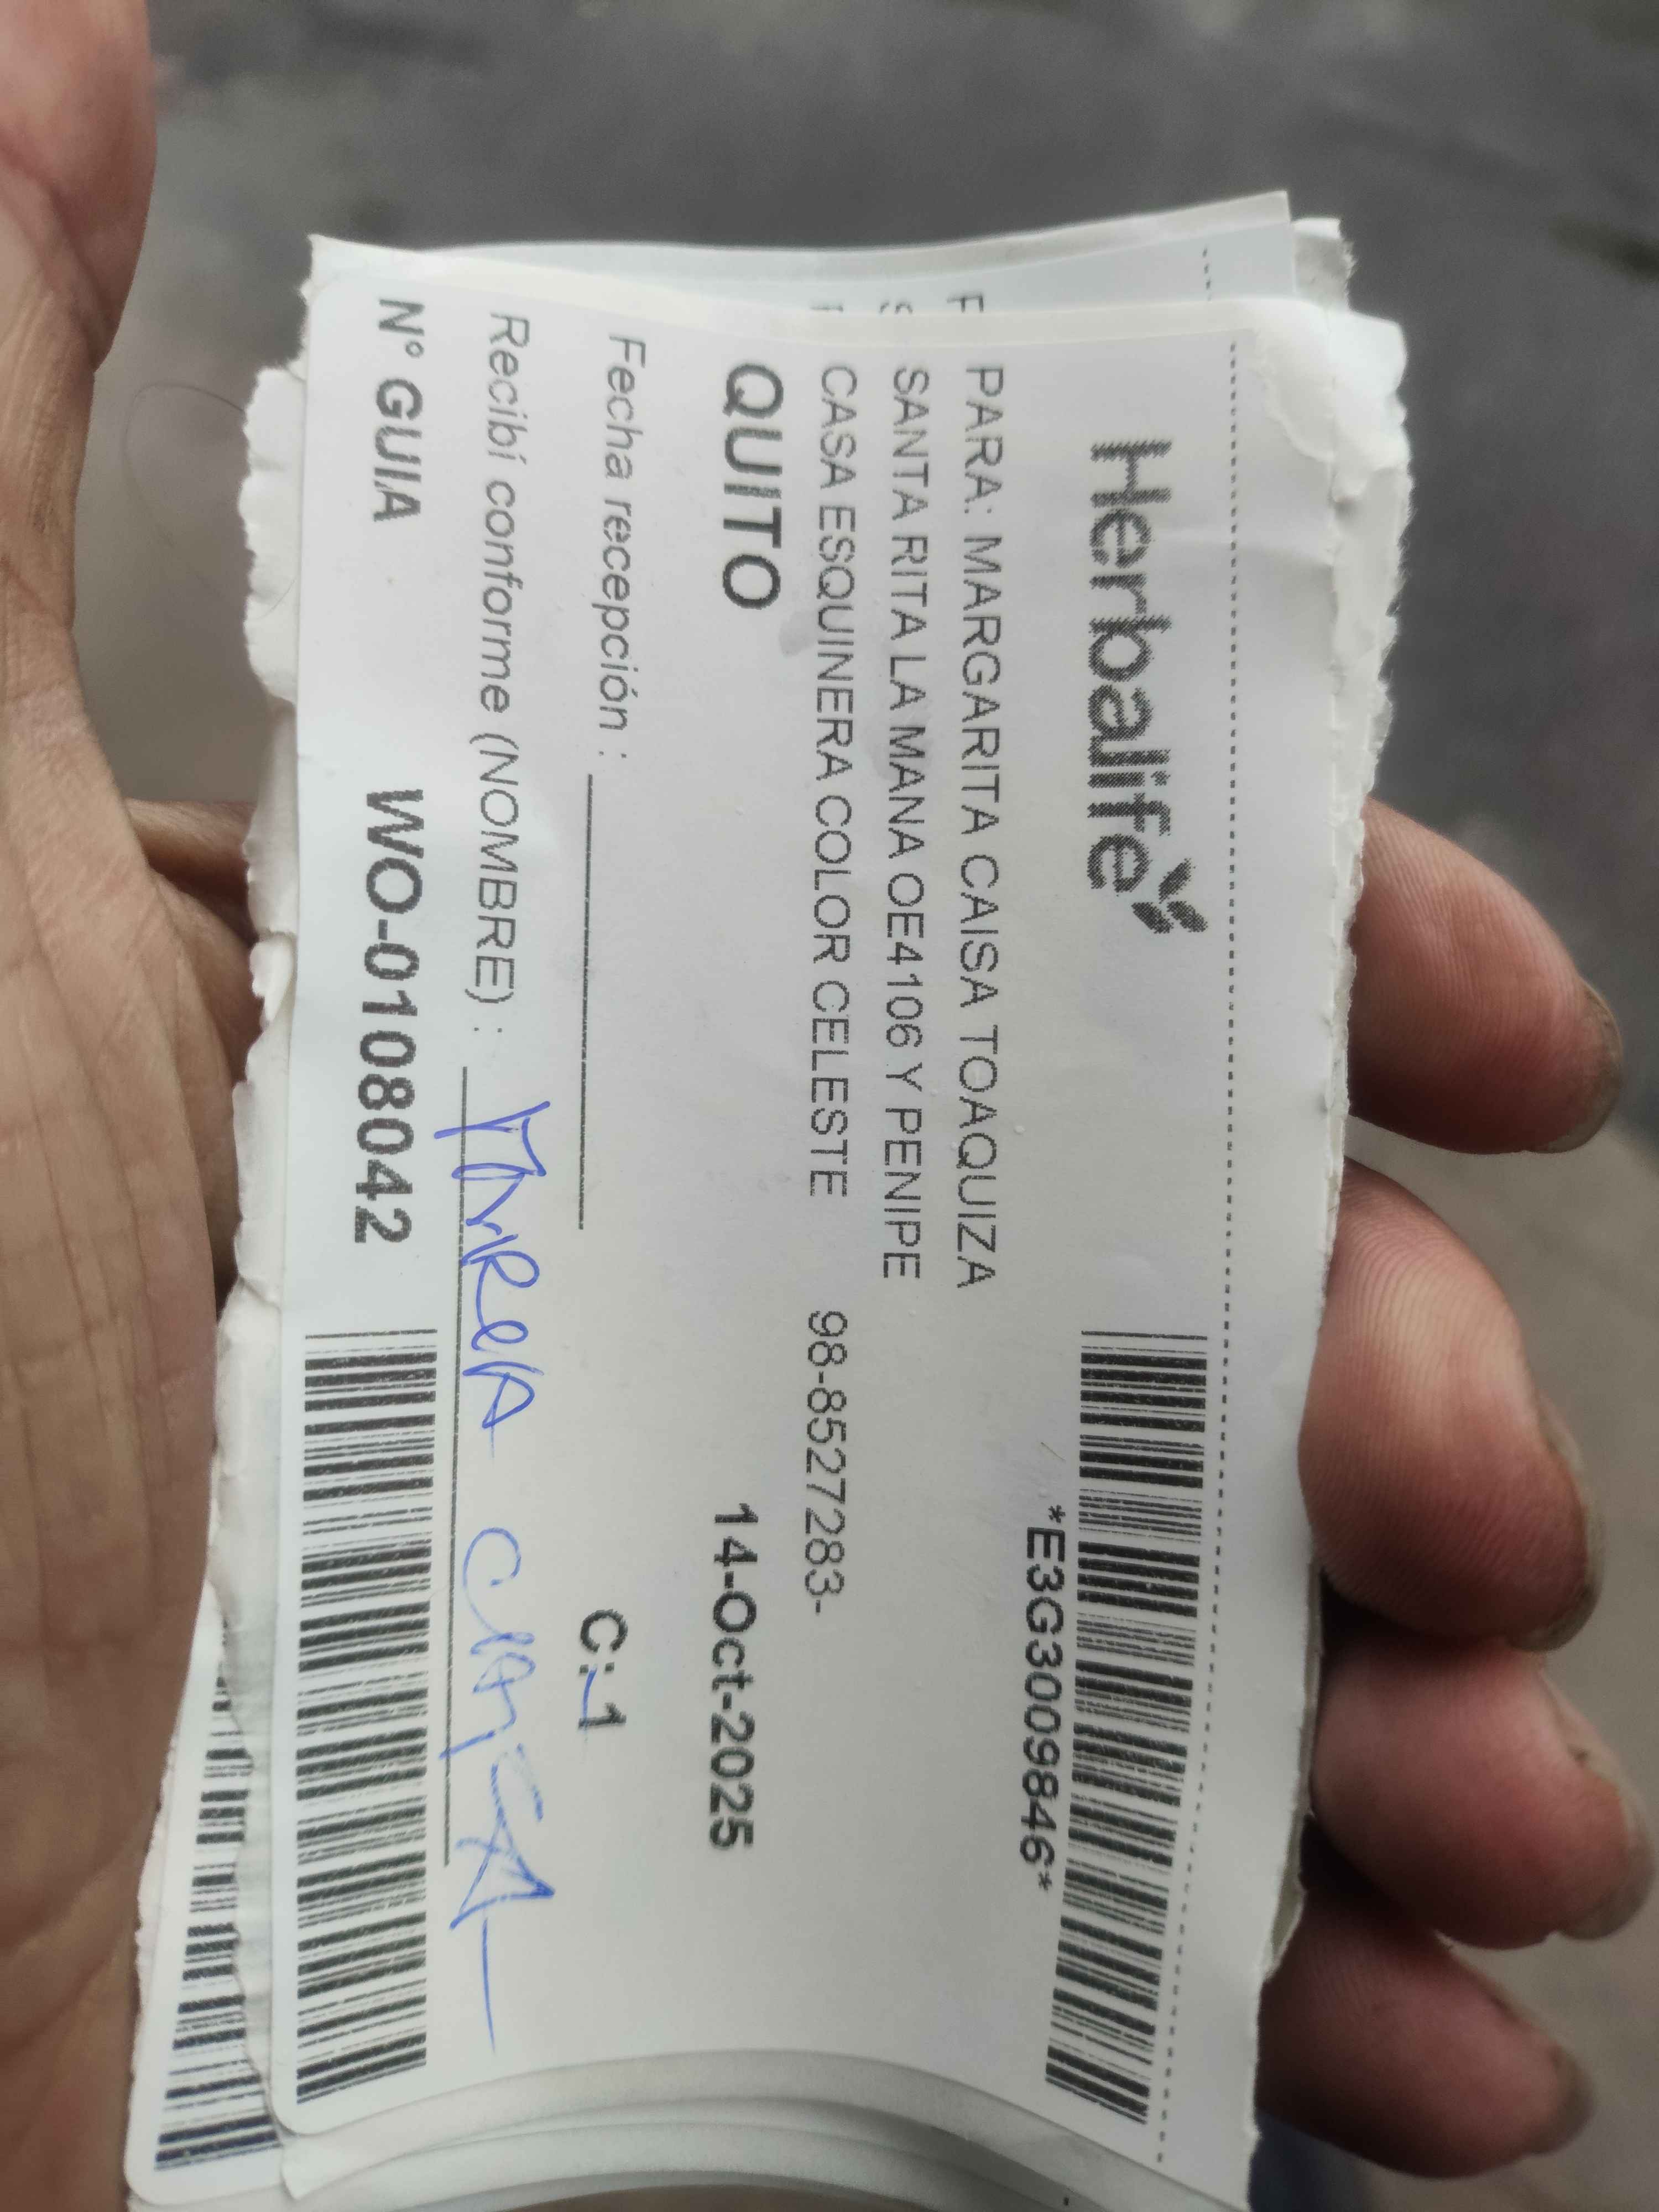 Herbalife
*E3G3009846*
PARA: MARGARITA CAISA TOAQUIZA
SANTA RITA LA MANA OE4106 Y PENIPE
CASA ESQUINERA COLOR CELESTE 98-8527283-
QUITO 14-Oct-2025
Fecha recepción :
C:1
Recibí conforme (NOMBRE) :
N° GUIA WO-0108042